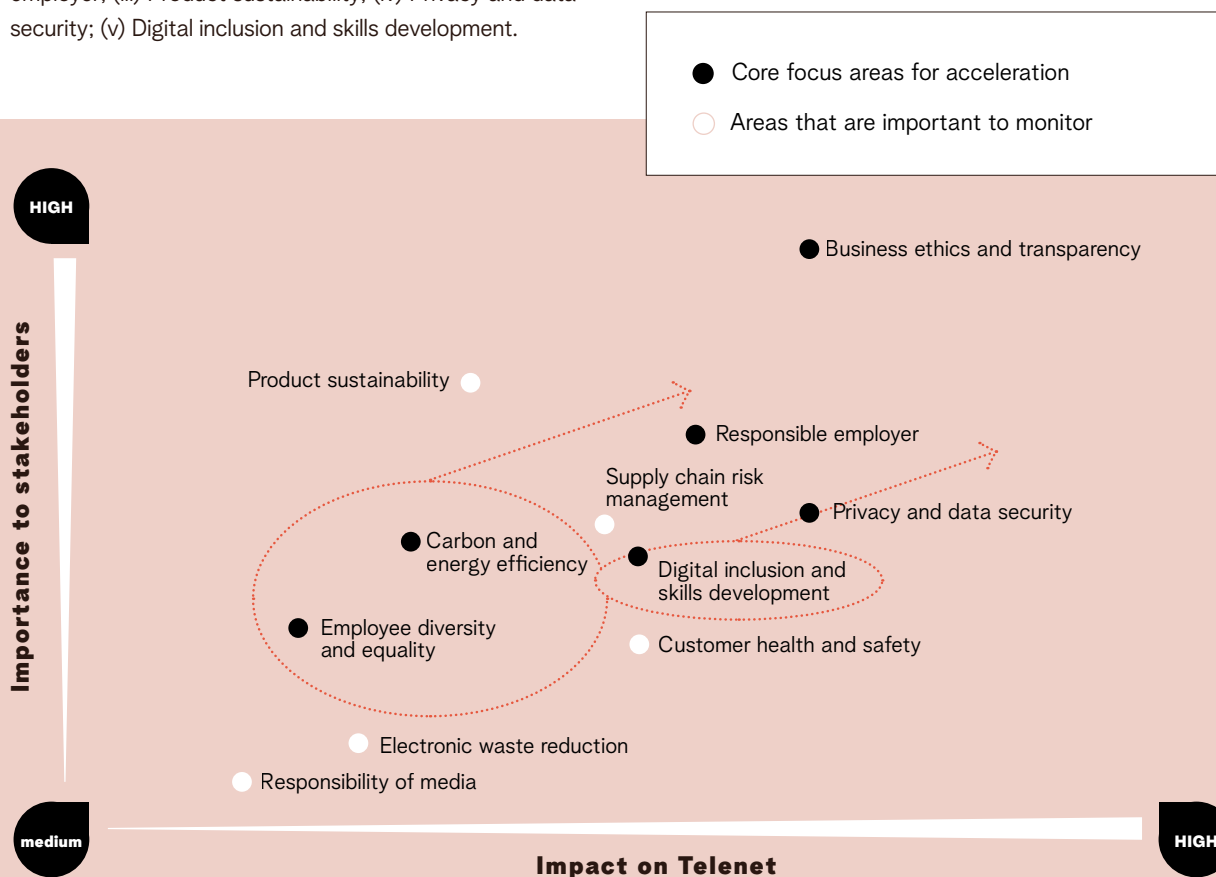 security; (v) Digital inclusion and skills development.
Core focus areas for acceleration
Areas that are important to monitor
HIGH
Business ethics and transparency
Product sustainability
Responsible employer
Supply chain risk
management
Privacy and data security
Carbon and
energy efficiency
Digital inclusion and
skills development
Employee diversity
and equality
Customer health and safety
Electronic waste reduction
Responsibility of media
Importance to stakeholders
medium
HIGH
Impact on Telenet